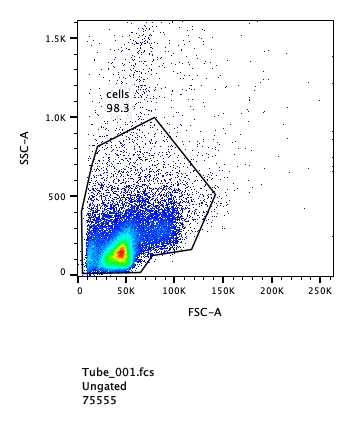 1.5K
cells
98.3
1.0K
SSC-A
500
0
0 50K 100K 150K 200K 250K
FSC-A
Tube_001.fcs
Ungated
75555